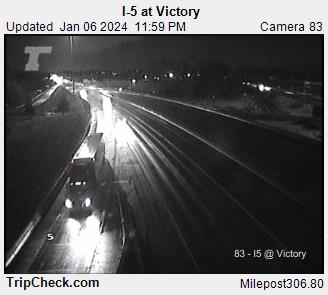 I-5 at Victory
Updated Jan 06 2024 11:59 PM Camera 83
T
S
83 - I5 @ Victory
TripCheck.com Milepost306.80